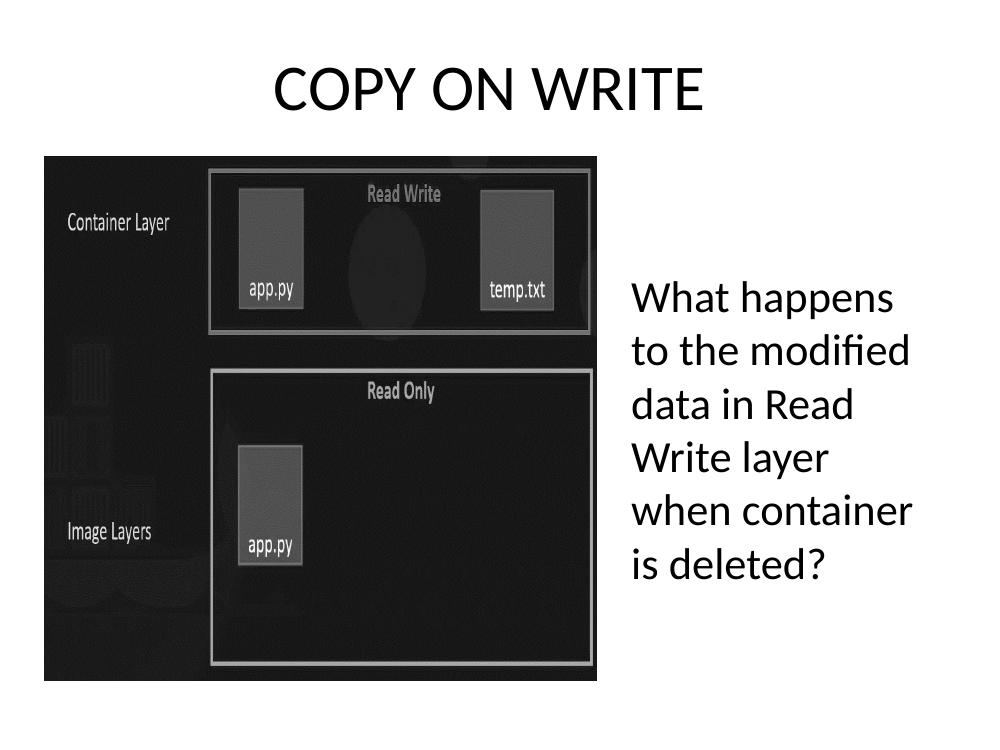 COPY ON WRITE
Read Write
Container Layer
app.py
temp.txt
Read Only
app.py
Image Layers
What happens
to the modified
data in Read
Write layer
when container
is deleted?